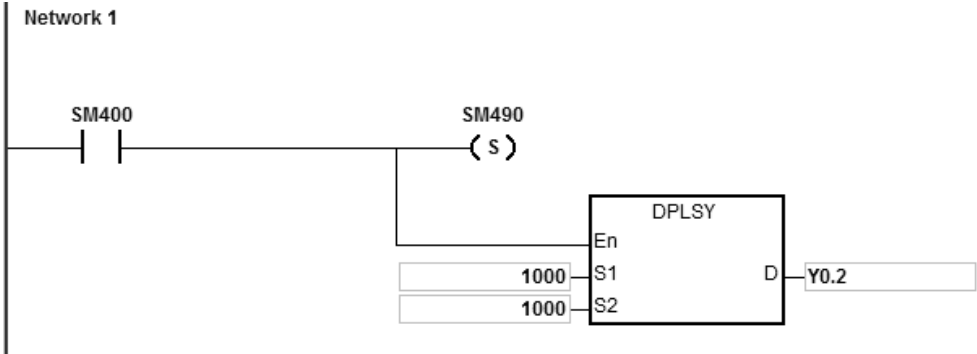 Network 1
SM400
SM490
S
DPLSY
En
1000 S1 D Y0.2
1000 S2